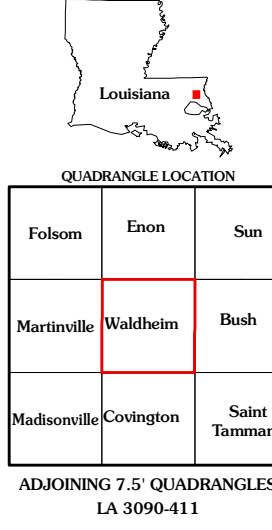 Louisiana
QUADRANGLE LOCATION
Folsom Enon Sun
Martinville Waldheim Bush
Madisonville Covington Saint
Tamman
ADJOINING 7.5' QUADRANGLES
LA 3090-411